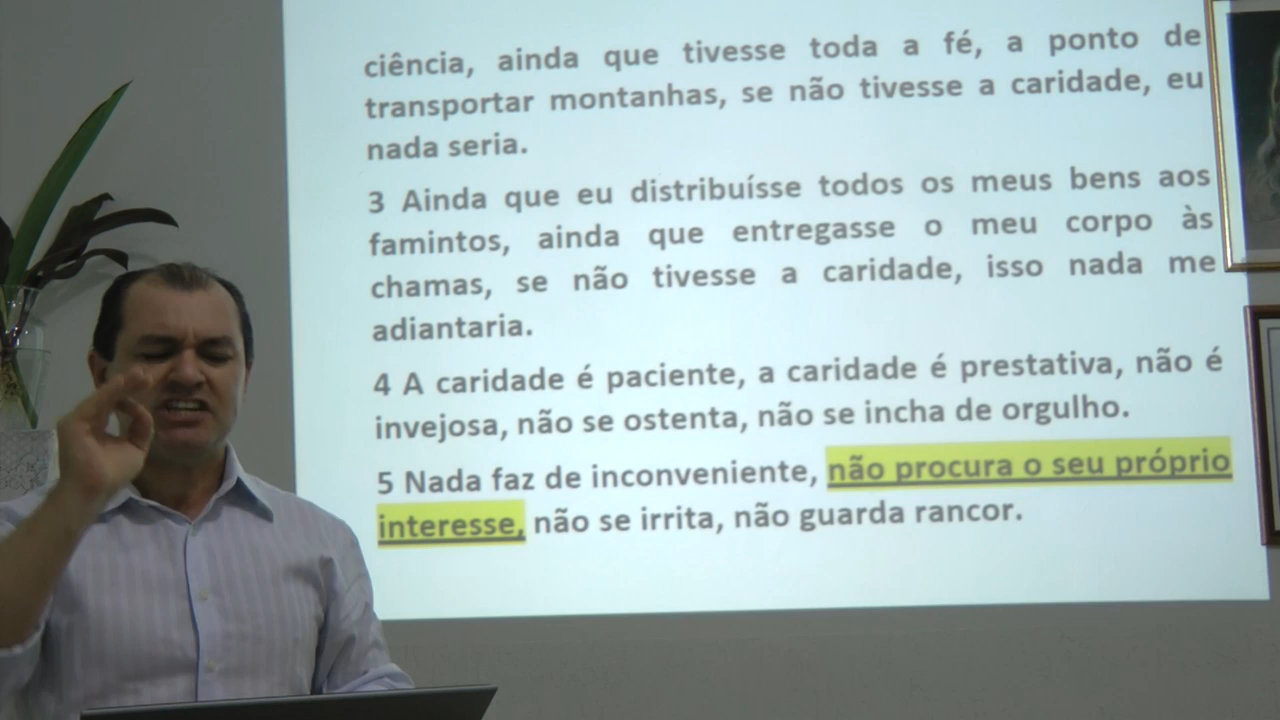 ciência, ainda que tivesse toda a fé, a ponto de
transportar montanhas, se não tivesse a caridade, eu
nada seria.
3 Ainda que eu distribuísse todos os meus bens aos
famintos, ainda que entregasse o meu corpo às
chamas, se não tivesse a caridade, isso nada me
adiantaria.
4 A caridade é paciente, a caridade é prestativa, não é
invejosa, não se ostenta, não se incha de orgulho.
5 Nada faz de inconveniente, não procura o seu próprio
interesse, não se irrita, não guarda rancor.